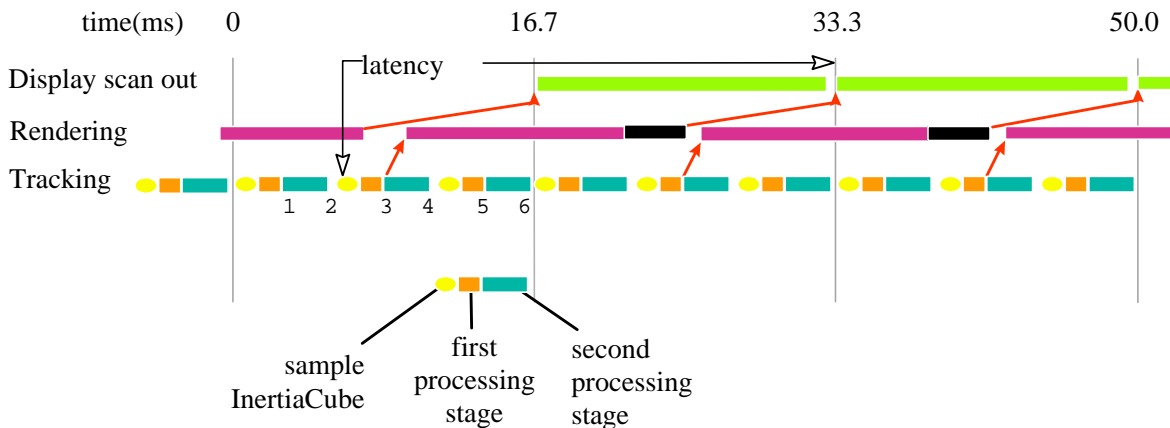 time(ms) 0 16.7 33.3 50.0
latency
Display scan out
Rendering
Tracking
1 2 3 4 5 6
sample
InertiaCube
first
processing
stage
second
processing
stage